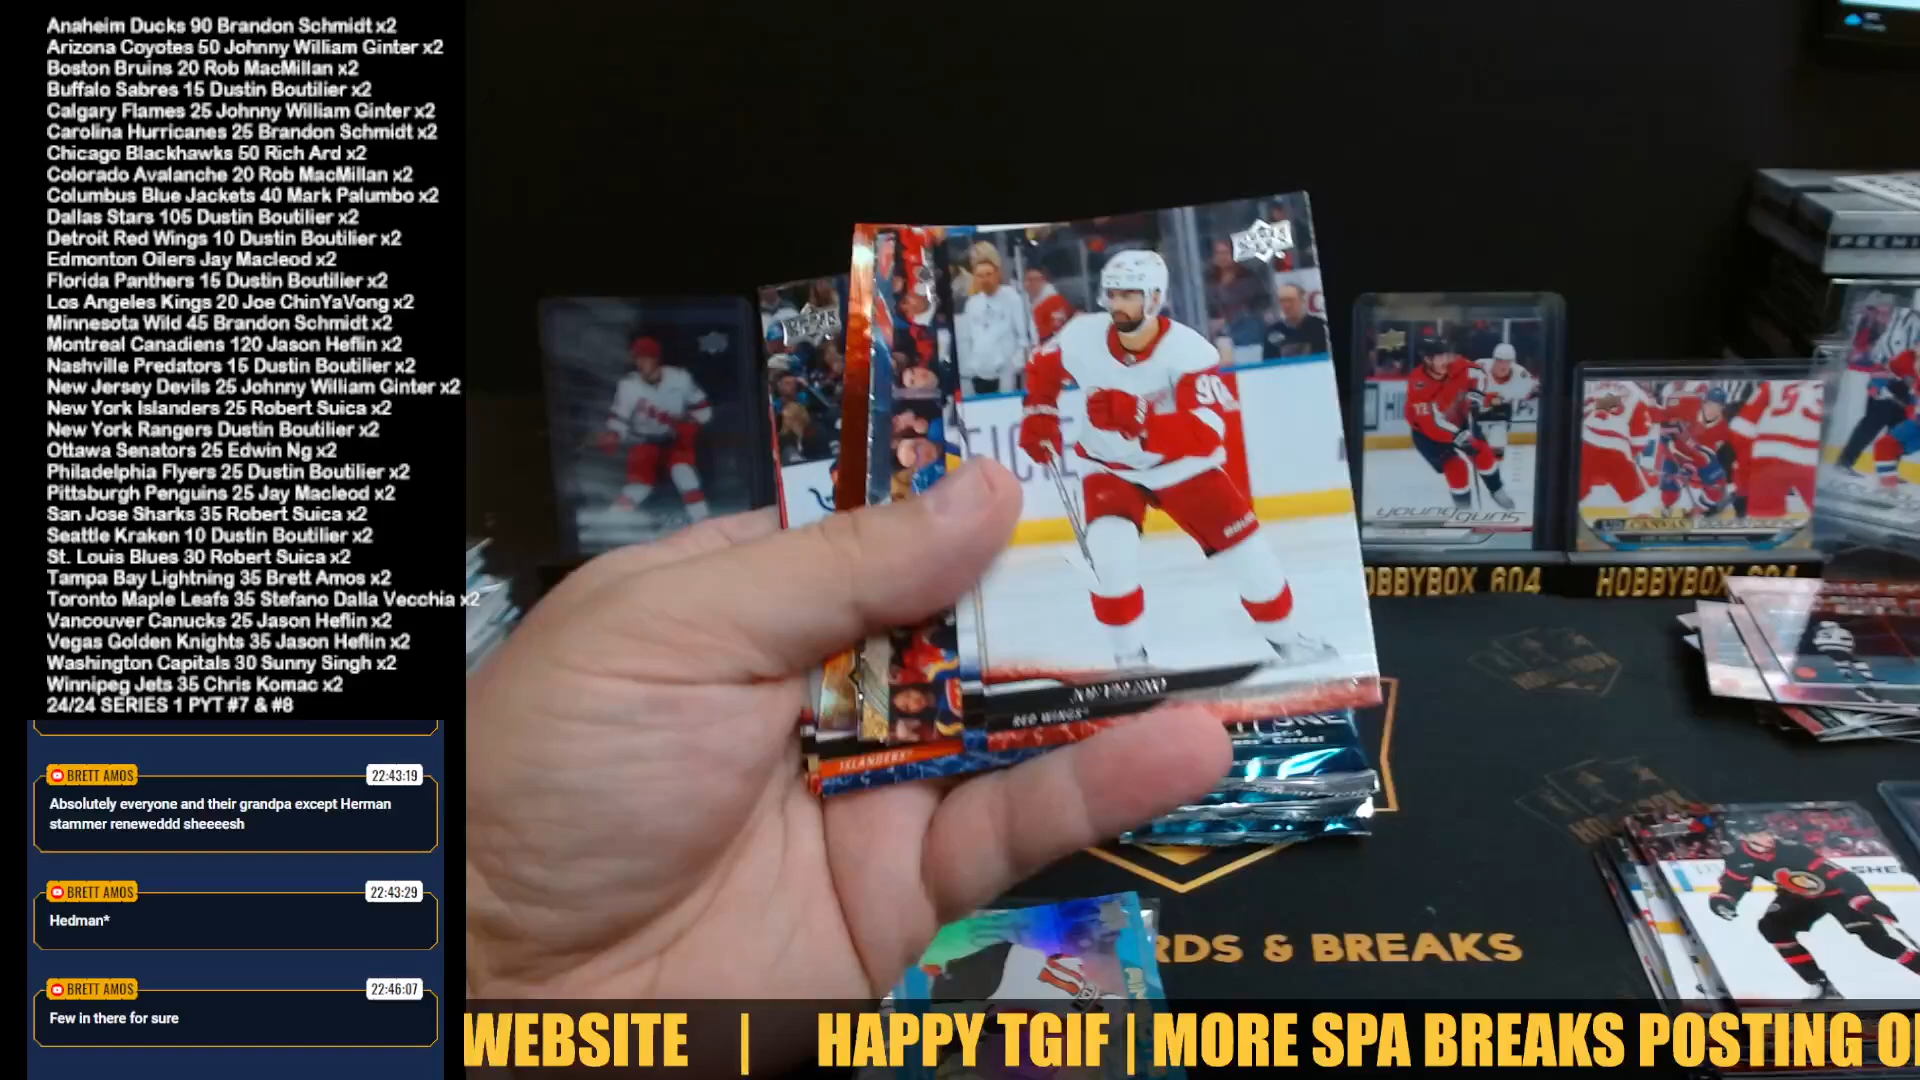 Anaheim Ducks 90 Brandon Schmidt x2
Arizona Coyotes 50 Johnny William Ginter x2
Boston Bruins 20 Rob MacMillan x2
Buffalo Sabres 15 Dustin Boutilier x2
Calgary Flames 25 Johnny William Ginter x2
Carolina Hurricanes 25 Brandon Schmidt x2
Chicago Blackhawks 50 Rich Ard x2
Colorado Avalanche 20 Rob MacMillan x2
Columbus Blue Jackets 40 Mark Palumbo x2
Dallas Stars 105 Dustin Boutilier x2
Detroit Red Wings 10 Dustin Boutilier x2
Edmonton Oilers Jay Macleod x2
Florida Panthers 15 Dustin Boutilier x2
Los Angeles Kings 20 Joe ChinYaVong x2
Minnesota Wild 45 Brandon Schmidt x2
Montreal Canadiens 120 Jason Heflin x2
Nashville Predators 15 Dustin Boutilier x2
New Jersey Devils 25 Johnny William Ginter x2
New York Islanders 25 Robert Suica x2
New York Rangers Dustin Boutilier x2
Ottawa Senators 25 Edwin Ng x2
Philadelphia Flyers 25 Dustin Boutilier x2
Pittsburgh Penguins 25 Jay Macleod x2
San Jose Sharks 35 Robert Suica x2
Seattle Kraken 10 Dustin Boutilier x2
St. Louis Blues 30 Robert Suica x2
Tampa Bay Lightning 35 Brett Amos x2
Toronto Maple Leafs 35 Stefano Dalla Vecchia x2
Vancouver Canucks 25 Jason Heflin x2
Vegas Golden Knights 35 Jason Heflin x2
Washington Capitals 30 Sunny Singh x2
Winnipeg Jets 35 Chris Komac x2
24/24 SERIES 1 PYT #7 & #8
BRETT AMOS 22:43:19
Absolutely everyone and their grandpa except Herman
stammer reneweddd sheeeesh
BRETT AMOS 22:43:29
Hedman*
BRETT AMOS 22:46:07
Few in there for sure
90
RED WINGS
ISLANDERS
young guns
CANVAS
HOBBYBOX 604
HOBBYBOX
RDS & BREAKS
WEBSITE | HAPPY TGIF | MORE SPA BREAKS POSTING O